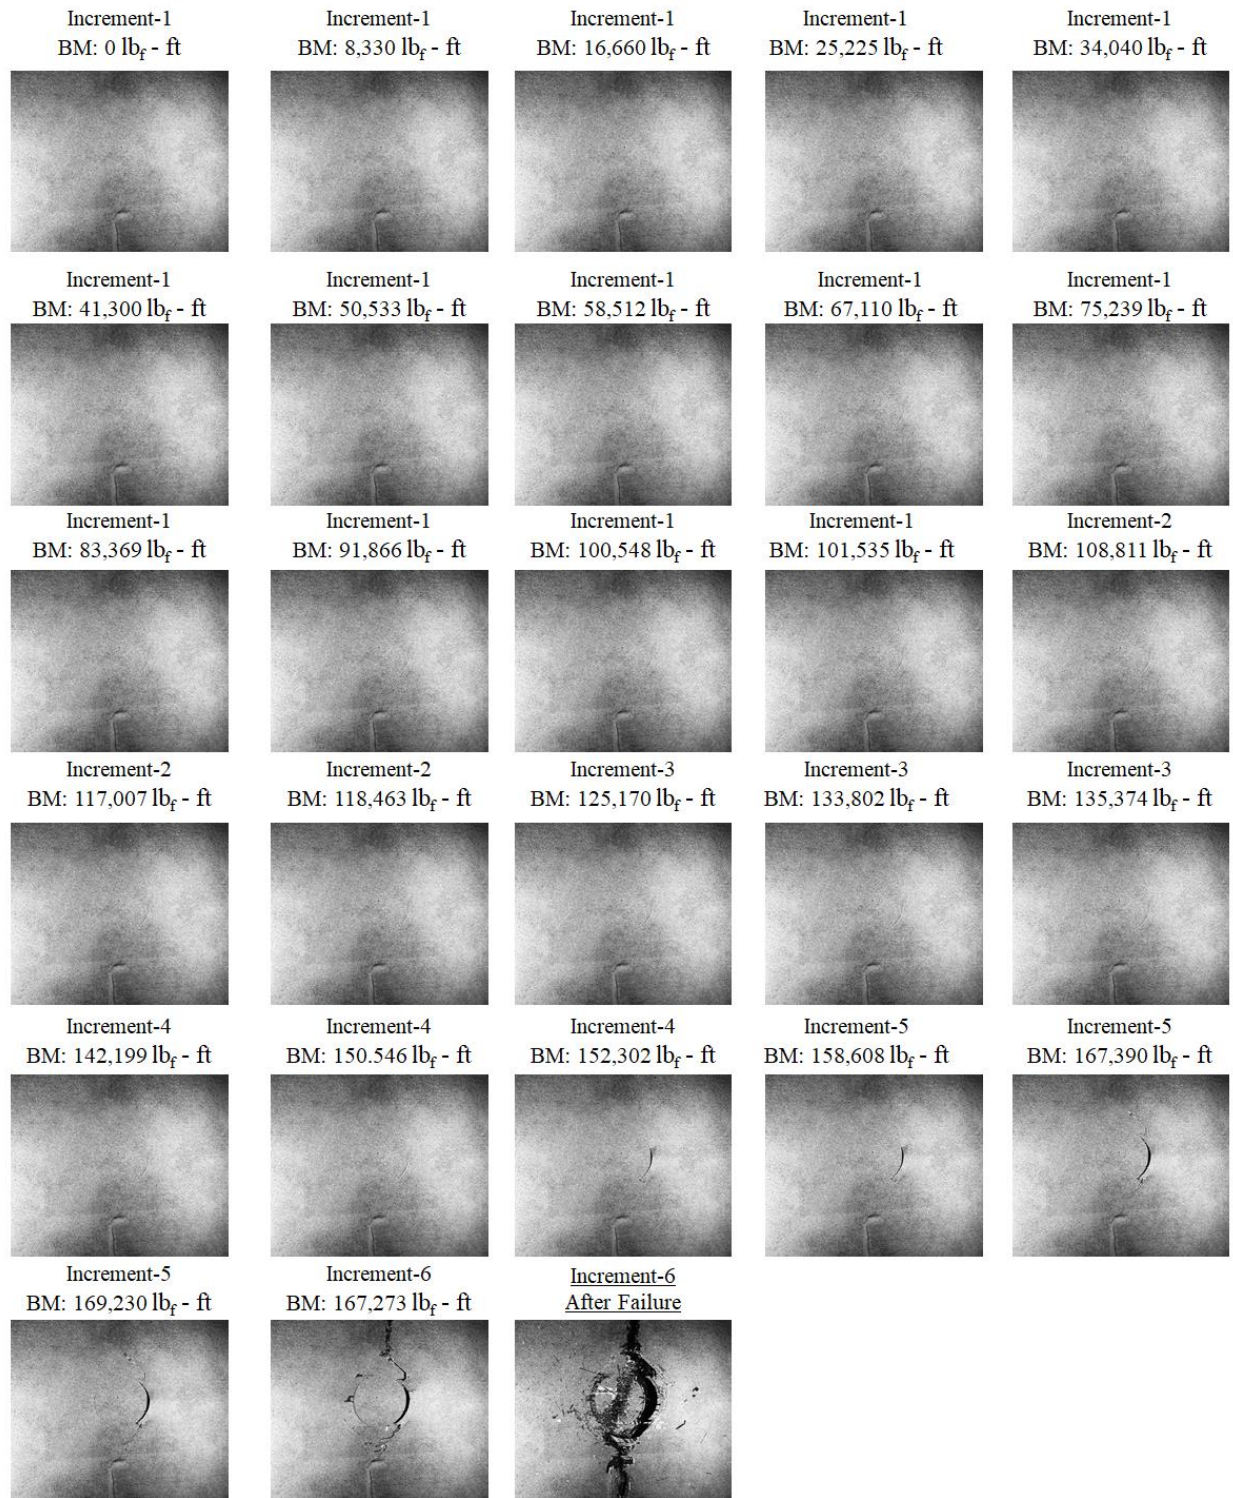 Increment-1
BM: 0 lbf - ft
Increment-1
BM: 8,330 lbf - ft
Increment-1
BM: 16,660 lbf - ft
Increment-1
BM: 25,225 lbf - ft
Increment-1
BM: 34,040 lbf - ft
Increment-1
BM: 41,300 lbf - ft
Increment-1
BM: 50,533 lbf - ft
Increment-1
BM: 58,512 lbf - ft
Increment-1
BM: 67,110 lbf - ft
Increment-1
BM: 75,239 lbf - ft
Increment-1
BM: 83,369 lbf - ft
Increment-1
BM: 91,866 lbf - ft
Increment-1
BM: 100,548 lbf - ft
Increment-1
BM: 101,535 lbf - ft
Increment-2
BM: 108,811 lbf - ft
Increment-2
BM: 117,007 lbf - ft
Increment-2
BM: 118,463 lbf - ft
Increment-3
BM: 125,170 lbf - ft
Increment-3
BM: 133,802 lbf - ft
Increment-3
BM: 135,374 lbf - ft
Increment-4
BM: 142,199 lbf - ft
Increment-4
BM: 150.546 lbf - ft
Increment-4
BM: 152,302 lbf - ft
Increment-5
BM: 158,608 lbf - ft
Increment-5
BM: 167,390 lbf - ft
Increment-5
BM: 169,230 lbf - ft
Increment-6
BM: 167,273 lbf - ft
Increment-6
After Failure